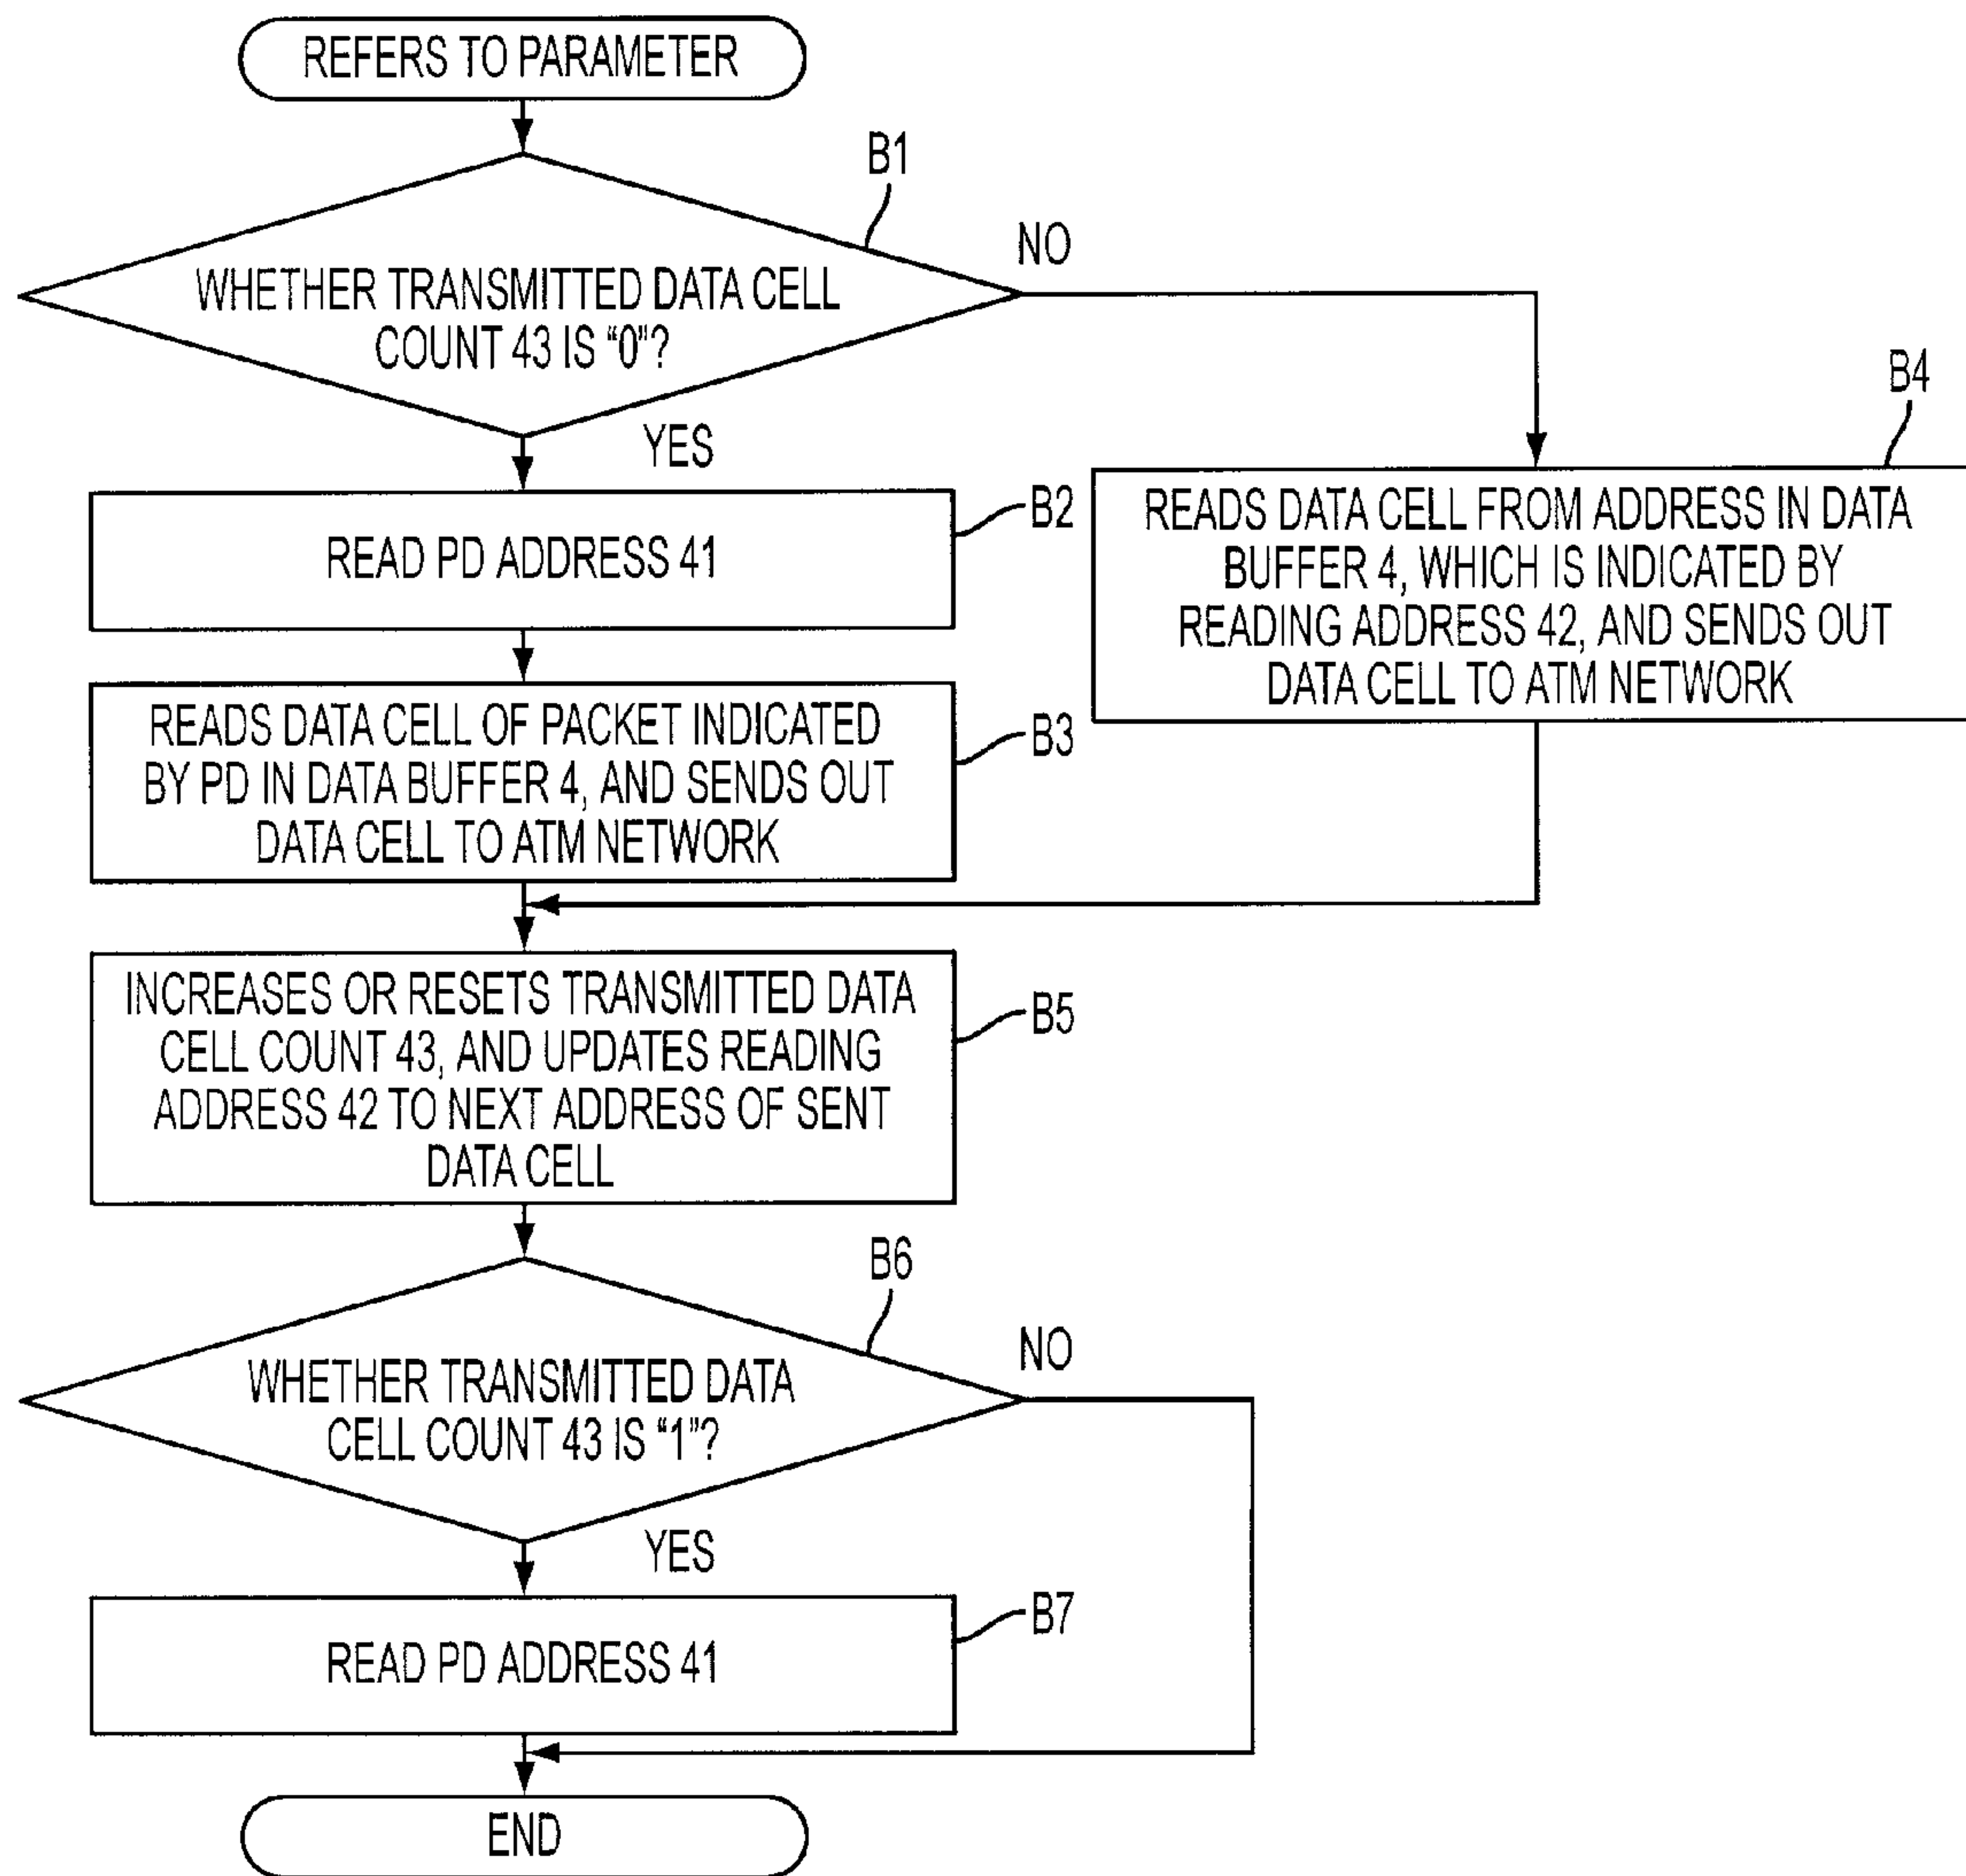 REFERS TO PARAMETER
B1
NO
WHETHER TRANSMITTED DATA CELL
COUNT 43 IS “0”?
YES
B4
READS DATA CELL FROM ADDRESS IN DATA
BUFFER 4, WHICH IS INDICATED BY
READING ADDRESS 42, AND SENDS OUT
DATA CELL TO ATM NETWORK
B2
READ PD ADDRESS 41
READS DATA CELL OF PACKET INDICATED
BY PD IN DATA BUFFER 4, AND SENDS OUT
DATA CELL TO ATM NETWORK
B3
INCREASES OR RESETS TRANSMITTED DATA
CELL COUNT 43, AND UPDATES READING
ADDRESS 42 TO NEXT ADDRESS OF SENT
DATA CELL
B5
B6
NO
WHETHER TRANSMITTED DATA
CELL COUNT 43 IS “1”?
YES
B7
READ PD ADDRESS 41
END